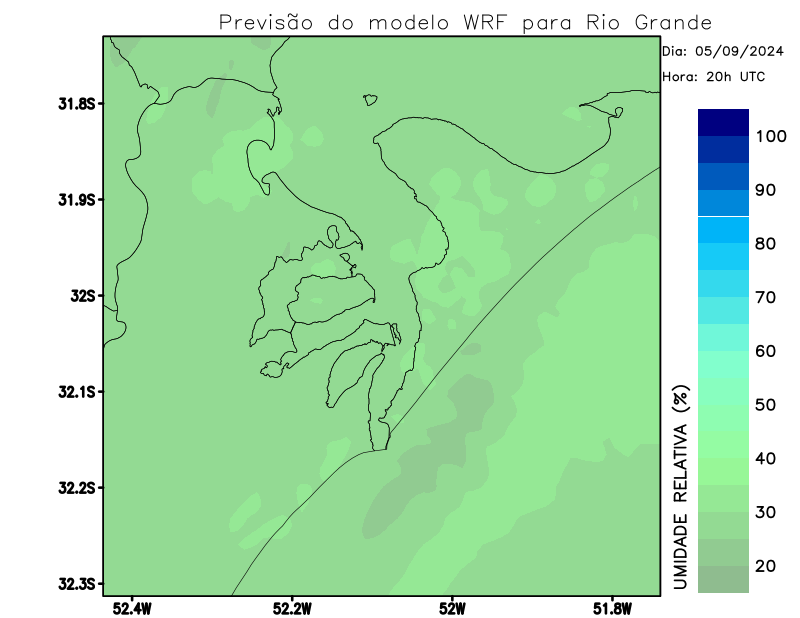 Previsão do modelo WRF para Rio Grande
Dia: 05/09/2024
Hora: 20h UTC
31.8S
31.9S
32S
32.1S
32.2S
32.3S
52.4W
52.2W
52W
51.8W
UMIDADE RELATIVA (%)
100
90
80
70
60
50
40
30
20